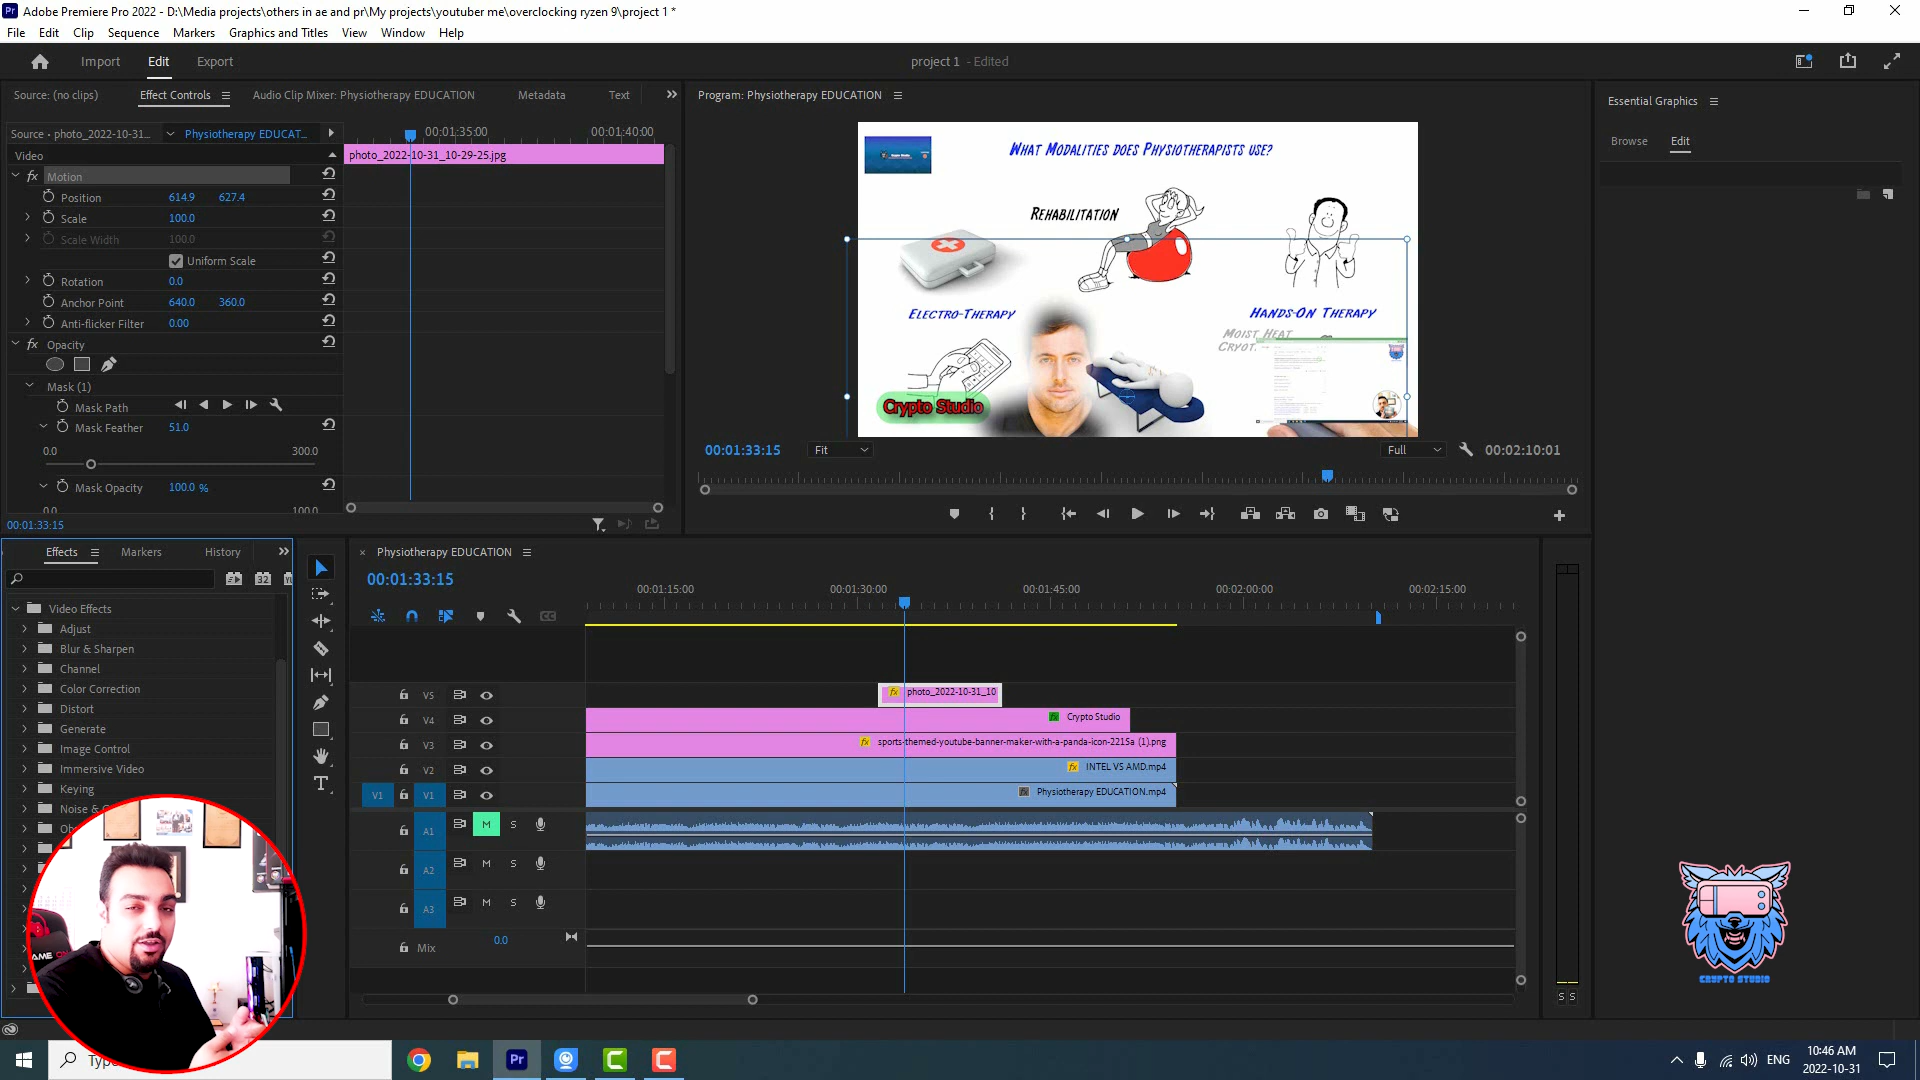 Adobe Premiere Pro 2022 - D:\Media projects\others in ae and pr\My projects\youtuber me\overclocking ryzen 9\project 1 *
File Edit Clip Sequence Markers Graphics and Titles View Window Help
Import Edit Export
project 1 - Edited
Source: (no clips) Effect Controls Audio Clip Mixer: Physiotherapy EDUCATION Metadata Text
Program: Physiotherapy EDUCATION
Essential Graphics
Browse Edit
Source • photo_2022-10-31... Physiotherapy EDUCAT...
00:01:35:00 00:01:40:00
Video
photo_2022-10-31_10-29-25.jpg
fx Motion
Position 614.9 627.4
Scale 100.0
Scale Width 100.0
Uniform Scale
Rotation 0.0
Anchor Point 640.0 360.0
Anti-flicker Filter 0.00
fx Opacity
Mask (1)
Mask Path
Mask Feather 51.0
0.0 300.0
Mask Opacity 100.0 %
0.0 100.0
00:01:33:15
What Modalities does Physiotherapists use?
Rehabilitation
Electro-Therapy
Hands-On Therapy
Moist Heat
Cryot
Crypto Studio
00:01:33:15 Fit Full 00:02:10:01
Effects Markers History
32
Video Effects
Adjust
Blur & Sharpen
Channel
Color Correction
Distort
Generate
Image Control
Immersive Video
Keying
Noise &
Physiotherapy EDUCATION
00:01:33:15
00:01:15:00 00:01:30:00 00:01:45:00 00:02:00:00 00:02:15:00
V5 fx photo_2022-10-31_10
V4 fx Crypto Studio
V3 fx sports-themed-youtube-banner-maker-with-a-panda-icon-2215a (1).png
V2 fx INTEL VS AMD.mp4
V1 V1 fx Physiotherapy EDUCATION.mp4
A1 M S
A2 M S
A3 M S
Mix 0.0
S S
CRYPTO STUDIO
Pr
ENG
10:46 AM
2022-10-31